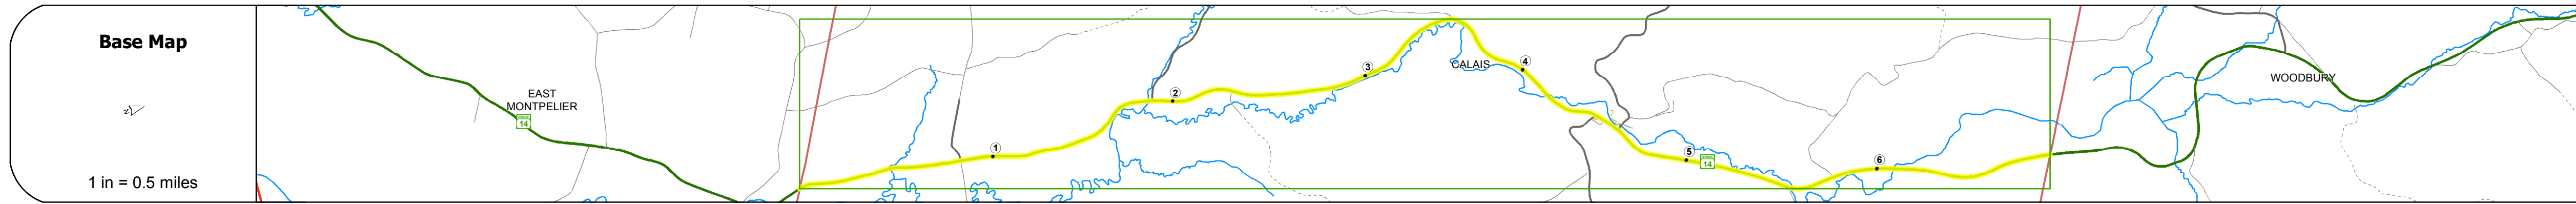 Base Map
N
1 in = 0.5 miles
EAST
MONTPELIER
14
1
2
3
CALAIS
4
5
14
6
WOODBURY